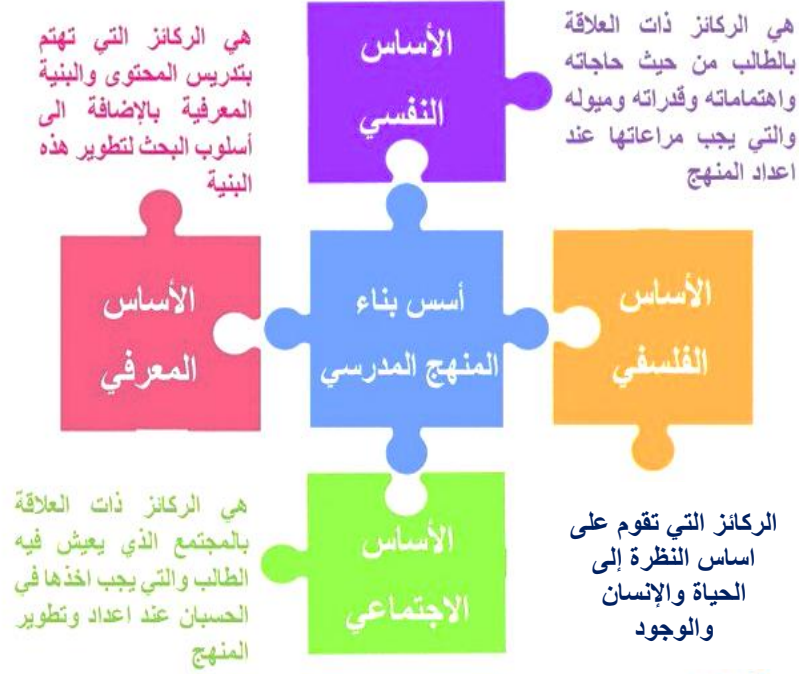 هي الركائز ذات العلاقة
بالطالب من حيث حاجاته
واهتماماته وقدراته وميوله
والتي يجب مراعاتها عند
اعداد المنهج
الأساس
النفسي
هي الركائز التي تهتم
بتدريس المحتوى والبنية
المعرفية بالإضافة الى
أسلوب البحث لتطوير هذه
البنية
الأساس
الفلسفي
أسس بناء
المنهج المدرسي
الأساس
المعرفي
الركائز التي تقوم على
اساس النظرة إلى
الحياة والإنسان
والوجود
الأساس
الاجتماعي
هي الركائز ذات العلاقة
بالمجتمع الذي يعيش فيه
الطالب والتي يجب اخذها في
الحسبان عند اعداد وتطوير
المنهج